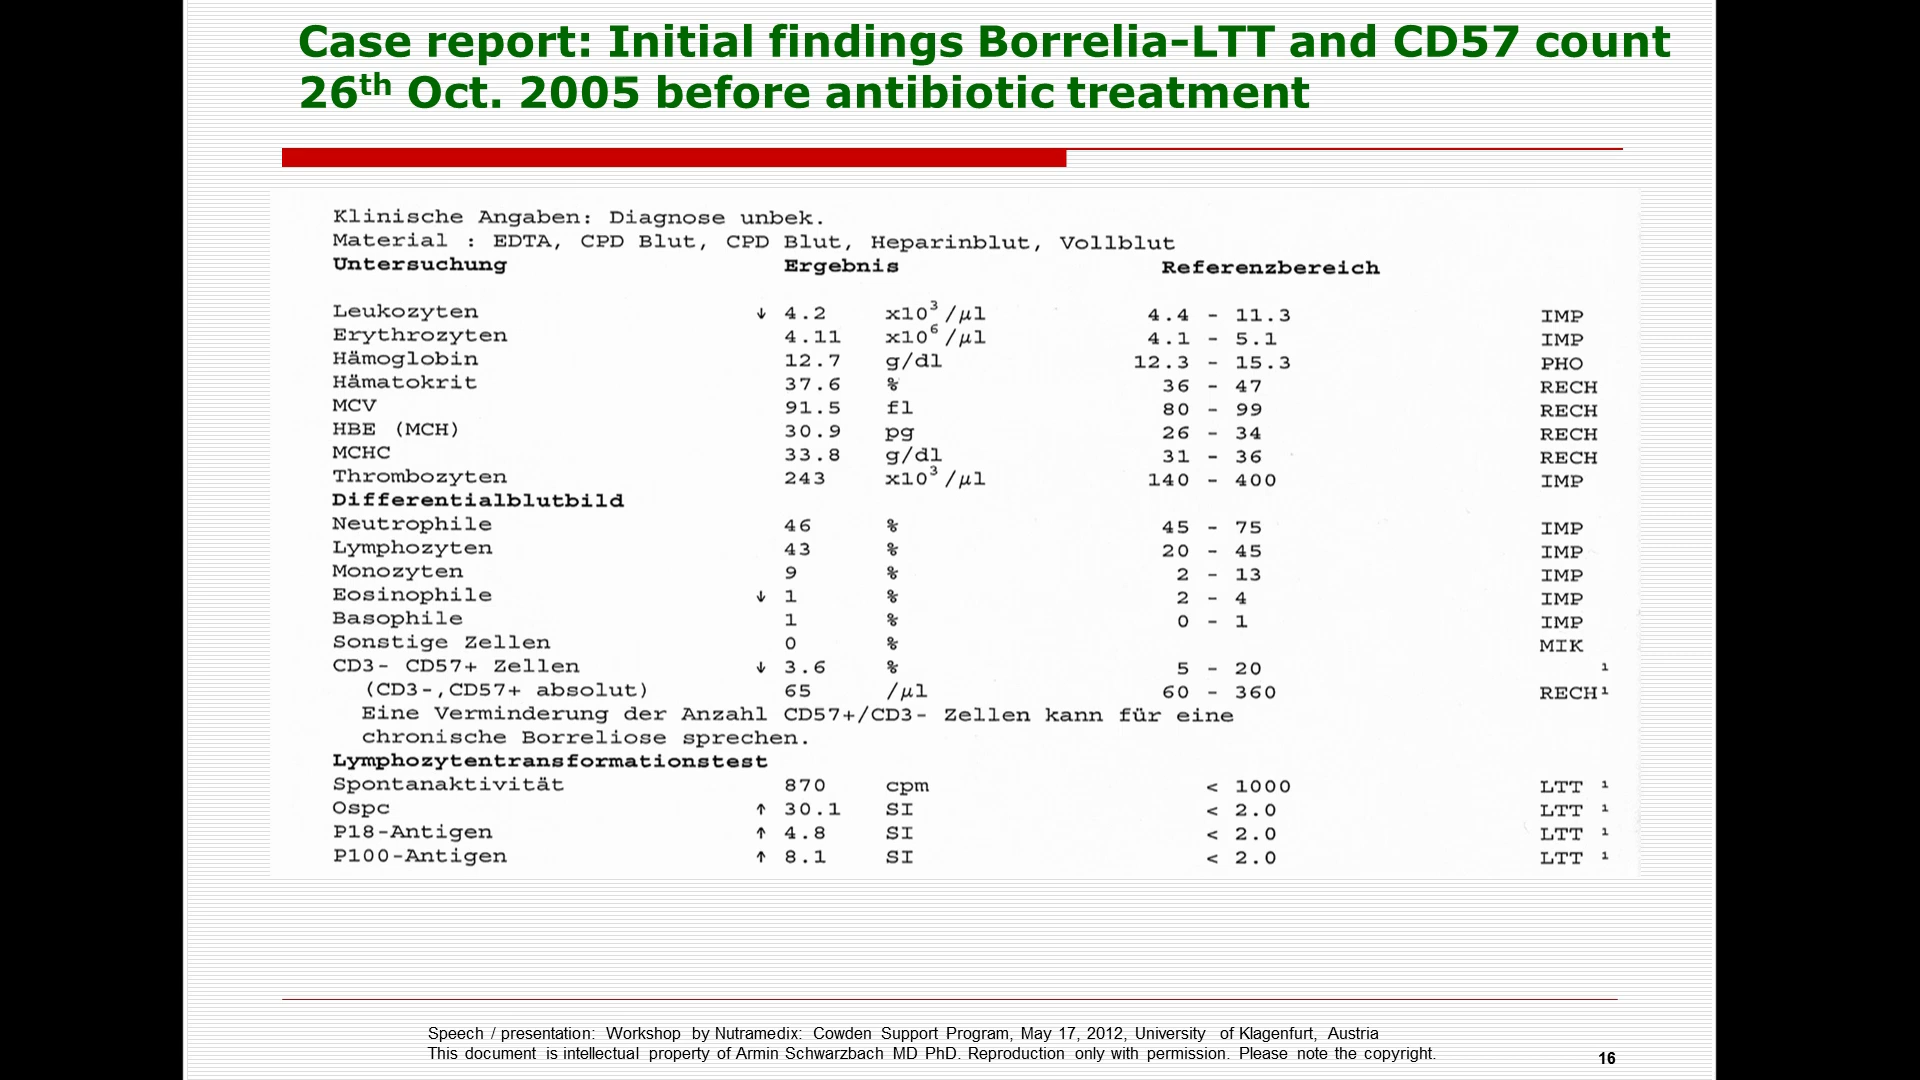 Case report: Initial findings Borrelia-LTT and CD57 count
26th Oct. 2005 before antibiotic treatment
Klinische Angaben: Diagnose unbek.
Material : EDTA, CPD Blut, CPD Blut, Heparinblut, Vollblut
Untersuchung Ergebnis Referenzbereich
Leukozyten ↓ 4.2 x10³/µl 4.4 - 11.3 IMP
Erythrozyten 4.11 x10⁶/µl 4.1 - 5.1 IMP
Hämoglobin 12.7 g/dl 12.3 - 15.3 PHO
Hämatokrit 37.6 % 36 - 47 RECH
MCV 91.5 fl 80 - 99 RECH
HBE (MCH) 30.9 pg 26 - 34 RECH
MCHC 33.8 g/dl 31 - 36 RECH
Thrombozyten 243 x10³/µl 140 - 400 IMP
Differentialblutbild
Neutrophile 46 % 45 - 75 IMP
Lymphozyten 43 % 20 - 45 IMP
Monozyten 9 % 2 - 13 IMP
Eosinophile ↓ 1 % 2 - 4 IMP
Basophile 1 % 0 - 1 IMP
Sonstige Zellen 0 % MIK
CD3- CD57+ Zellen ↓ 3.6 % 5 - 20 ¹
(CD3-,CD57+ absolut) 65 /µl 60 - 360 RECH¹
Eine Verminderung der Anzahl CD57+/CD3- Zellen kann für eine
chronische Borreliose sprechen.
Lymphozytentransformationstest
Spontanaktivität 870 cpm < 1000 LTT ¹
Ospc ↑ 30.1 SI < 2.0 LTT ¹
P18-Antigen ↑ 4.8 SI < 2.0 LTT ¹
P100-Antigen ↑ 8.1 SI < 2.0 LTT ¹
Speech / presentation: Workshop by Nutramedix: Cowden Support Program, May 17, 2012, University of Klagenfurt, Austria
This document is intellectual property of Armin Schwarzbach MD PhD. Reproduction only with permission. Please note the copyright.
16